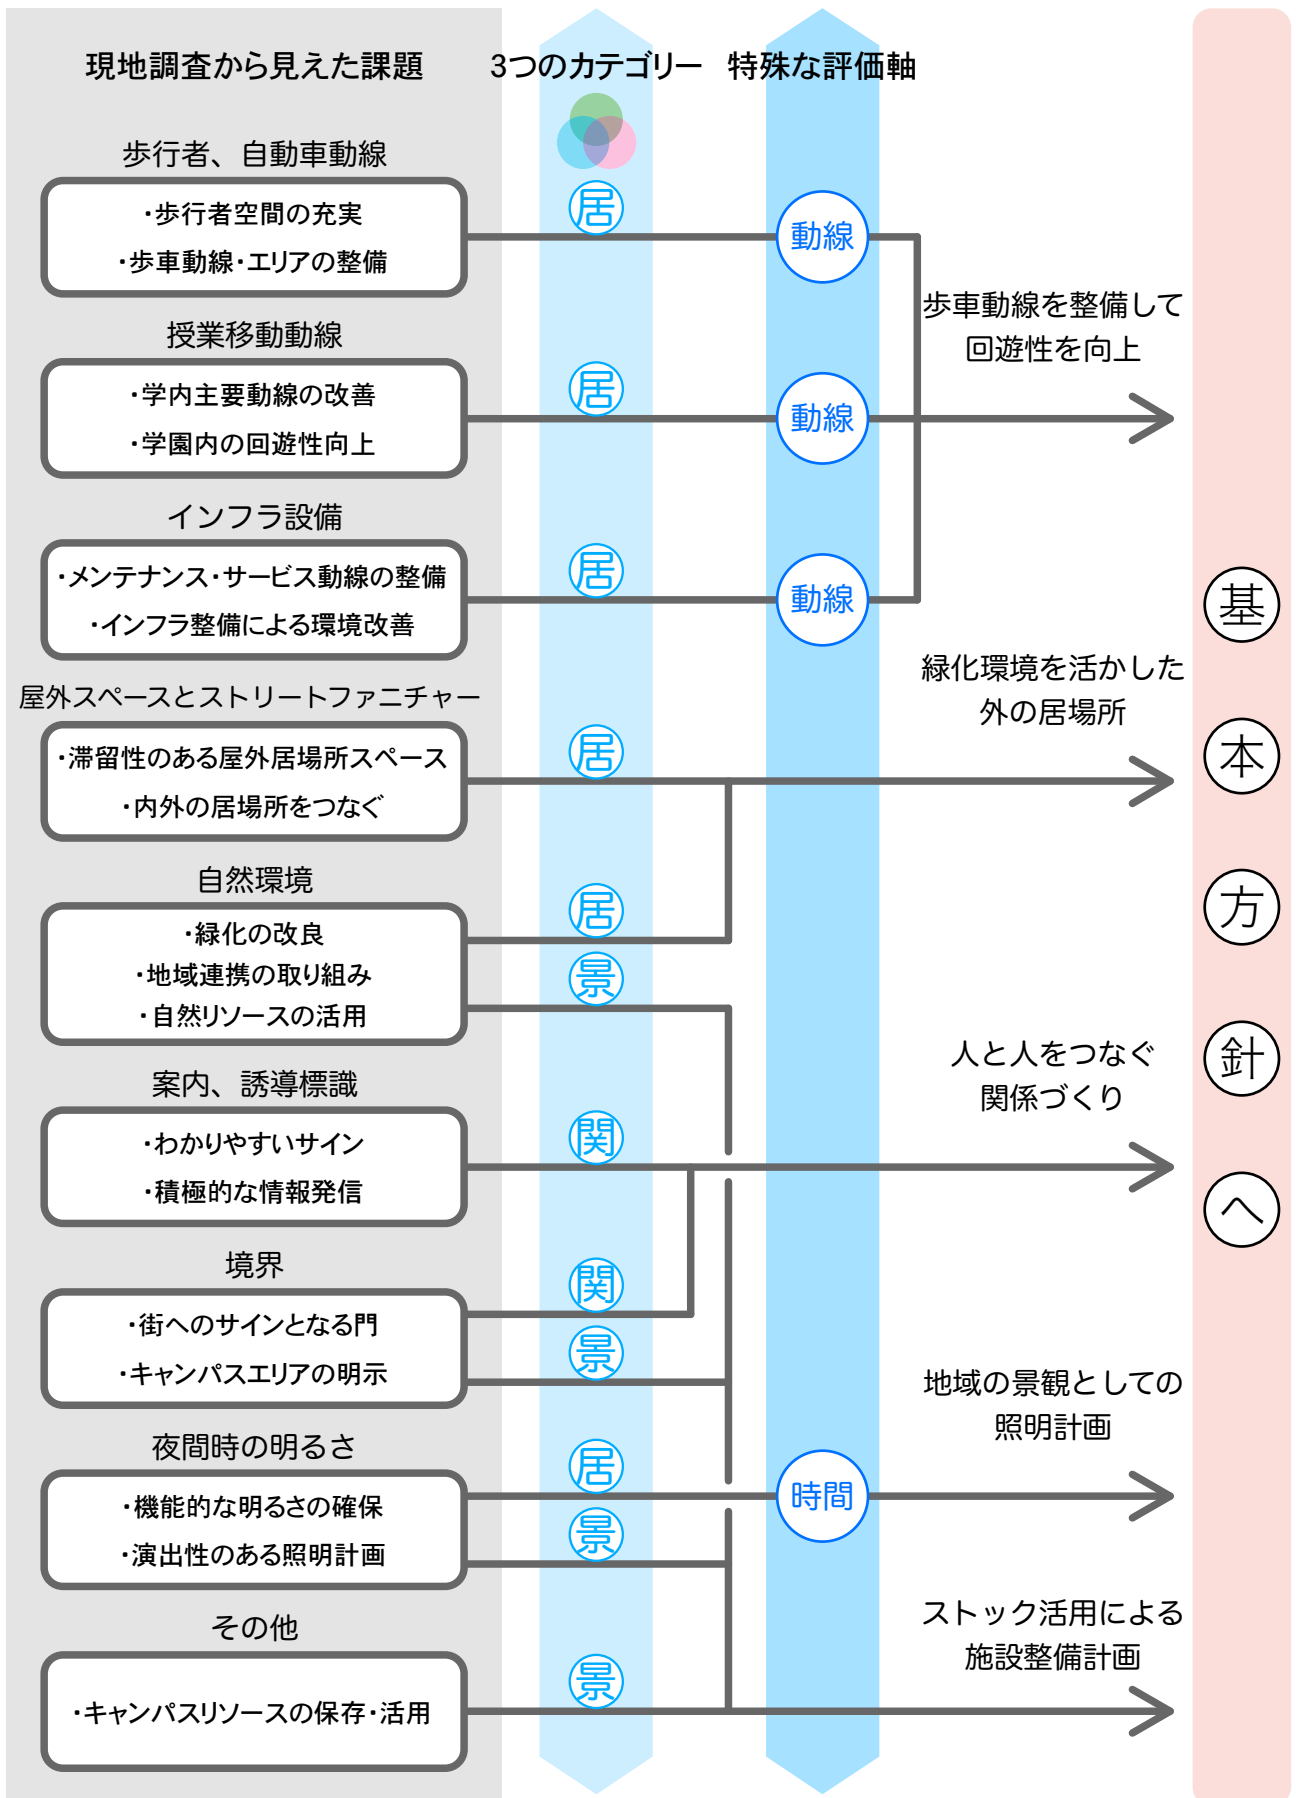 現地調査から見えた課題
3つのカテゴリー
特殊な評価軸
歩行者、自動車動線
・歩行者空間の充実
・歩車動線・エリアの整備
居
動線
授業移動動線
・学内主要動線の改善
・学園内の回遊性向上
居
動線
歩車動線を整備して
回遊性を向上
インフラ設備
・メンテナンス・サービス動線の整備
・インフラ整備による環境改善
居
動線
屋外スペースとストリートファニチャー
・滞留性のある屋外居場所スペース
・内外の居場所をつなぐ
居
緑化環境を活かした
外の居場所
自然環境
・緑化の改良
・地域連携の取り組み
・自然リソースの活用
居
景
案内、誘導標識
・わかりやすいサイン
・積極的な情報発信
関
人と人をつなぐ
関係づくり
境界
・街へのサインとなる門
・キャンパスエリアの明示
関
景
夜間時の明るさ
・機能的な明るさの確保
・演出性のある照明計画
居
景
時間
地域の景観としての
照明計画
その他
・キャンパスリソースの保存・活用
景
ストック活用による
施設整備計画
基
本
方
針
へ